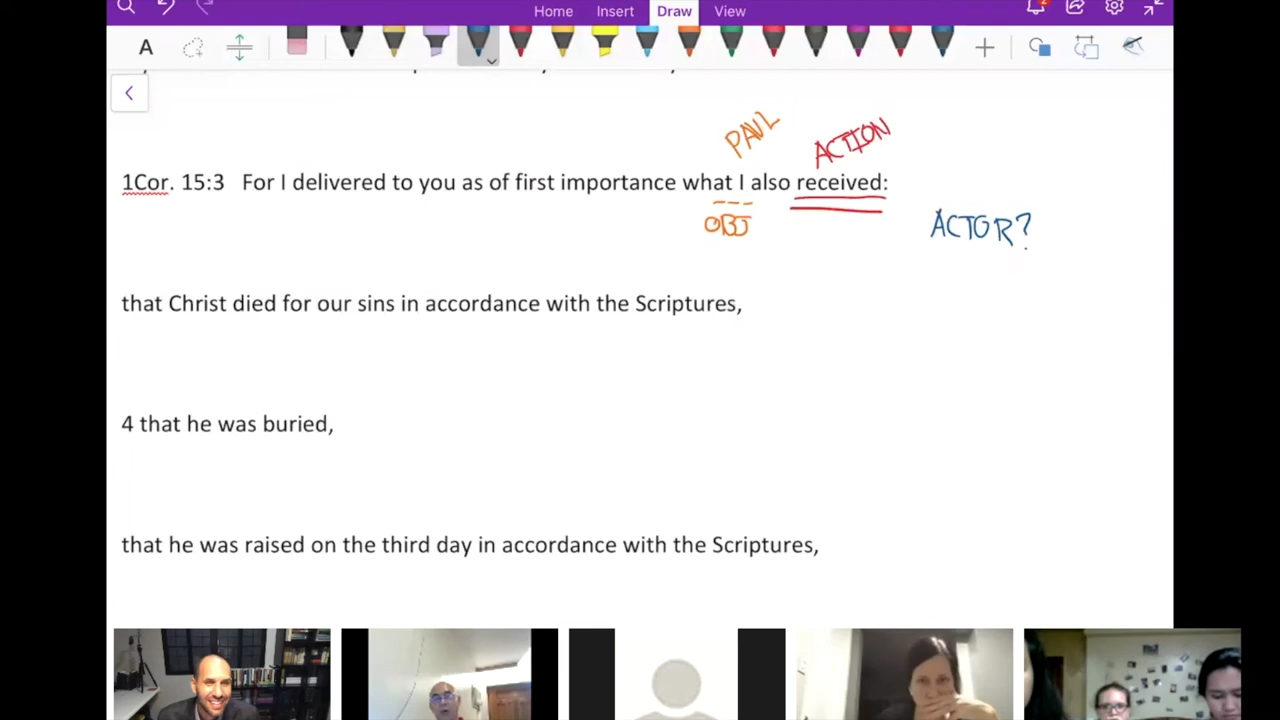 Home Insert Draw View
A
2
PAUL ACTION
1Cor. 15:3 For I delivered to you as of first importance what I also received:
OBJ
ACTOR?
that Christ died for our sins in accordance with the Scriptures,
4 that he was buried,
that he was raised on the third day in accordance with the Scriptures,